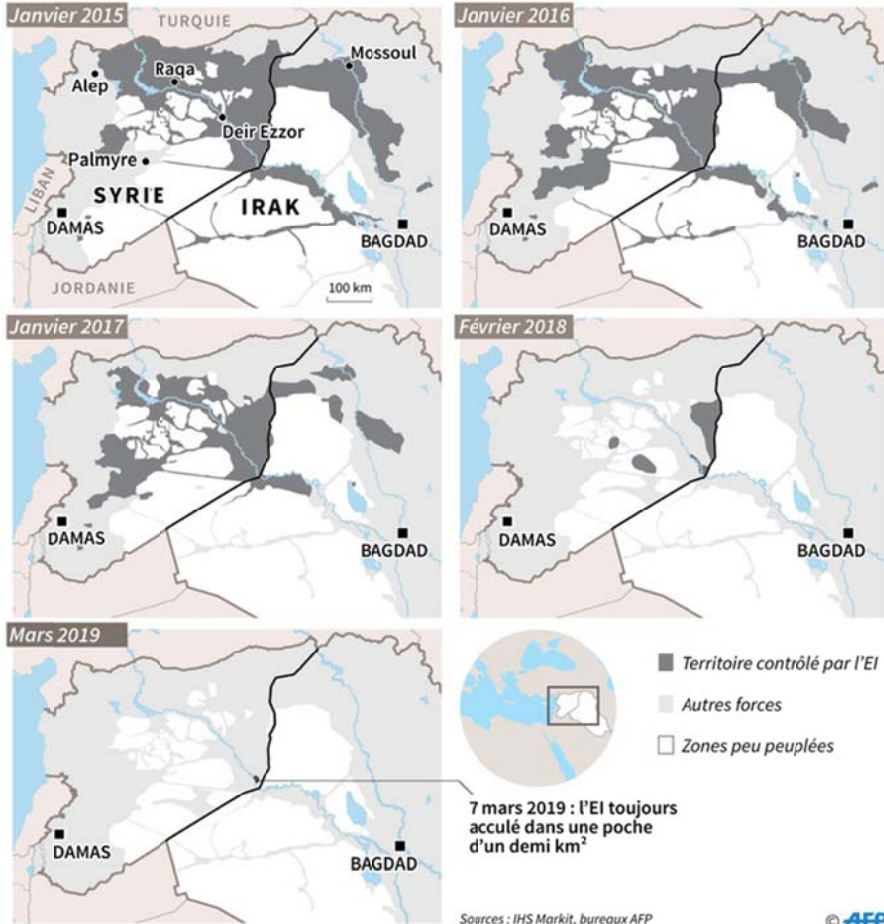 Janvier 2015
TURQUIE
Mossoul
Raqa
Alep
Deir Ezzor
Palmyre
LIBAN
SYRIE
IRAK
DAMAS
BAGDAD
JORDANIE
100 km
Janvier 2016
DAMAS
BAGDAD
Janvier 2017
DAMAS
BAGDAD
Février 2018
DAMAS
BAGDAD
Mars 2019
DAMAS
BAGDAD
Territoire contrôlé par l'EI
Autres forces
Zones peu peuplées
7 mars 2019 : l'EI toujours
acculé dans une poche
d'un demi km²
Sources : IHS Markit, bureaux AFP
© AFP